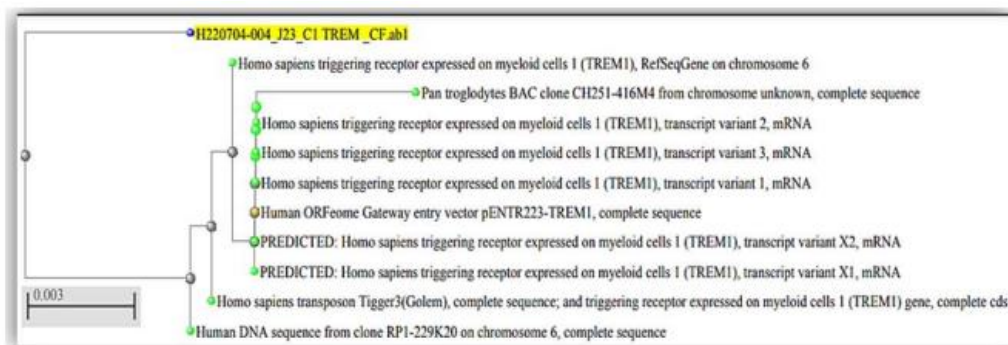 H220704-004_J23_C1 TREM _CF.ab1
Homo sapiens triggering receptor expressed on myeloid cells 1 (TREM1), RefSeqGene on chromosome 6
Pan troglodytes BAC clone CH251-416M4 from chromosome unknown, complete sequence
Homo sapiens triggering receptor expressed on myeloid cells 1 (TREM1), transcript variant 2, mRNA
Homo sapiens triggering receptor expressed on myeloid cells 1 (TREM1), transcript variant 3, mRNA
Homo sapiens triggering receptor expressed on myeloid cells 1 (TREM1), transcript variant 1, mRNA
Human ORFeome Gateway entry vector pENTR223-TREM1, complete sequence
PREDICTED: Homo sapiens triggering receptor expressed on myeloid cells 1 (TREM1), transcript variant X2, mRNA
PREDICTED: Homo sapiens triggering receptor expressed on myeloid cells 1 (TREM1), transcript variant X1, mRNA
0.003
Homo sapiens transposon Tigger3(Golem), complete sequence; and triggering receptor expressed on myeloid cells 1 (TREM1) gene, complete cds
Human DNA sequence from clone RP1-229K20 on chromosome 6, complete sequence